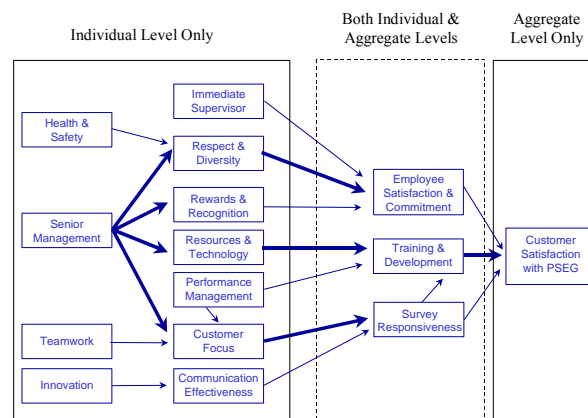 Individual Level Only
Both Individual &
Aggregate Levels
Aggregate
Level Only
Immediate
Supervisor
Health &
Safety
Respect &
Diversity
Employee
Satisfaction &
Commitment
Rewards &
Recognition
Senior
Management
Resources &
Technology
Training &
Development
Customer
Satisfaction
with PSEG
Performance
Management
Survey
Responsiveness
Teamwork
Customer
Focus
Innovation
Communication
Effectiveness